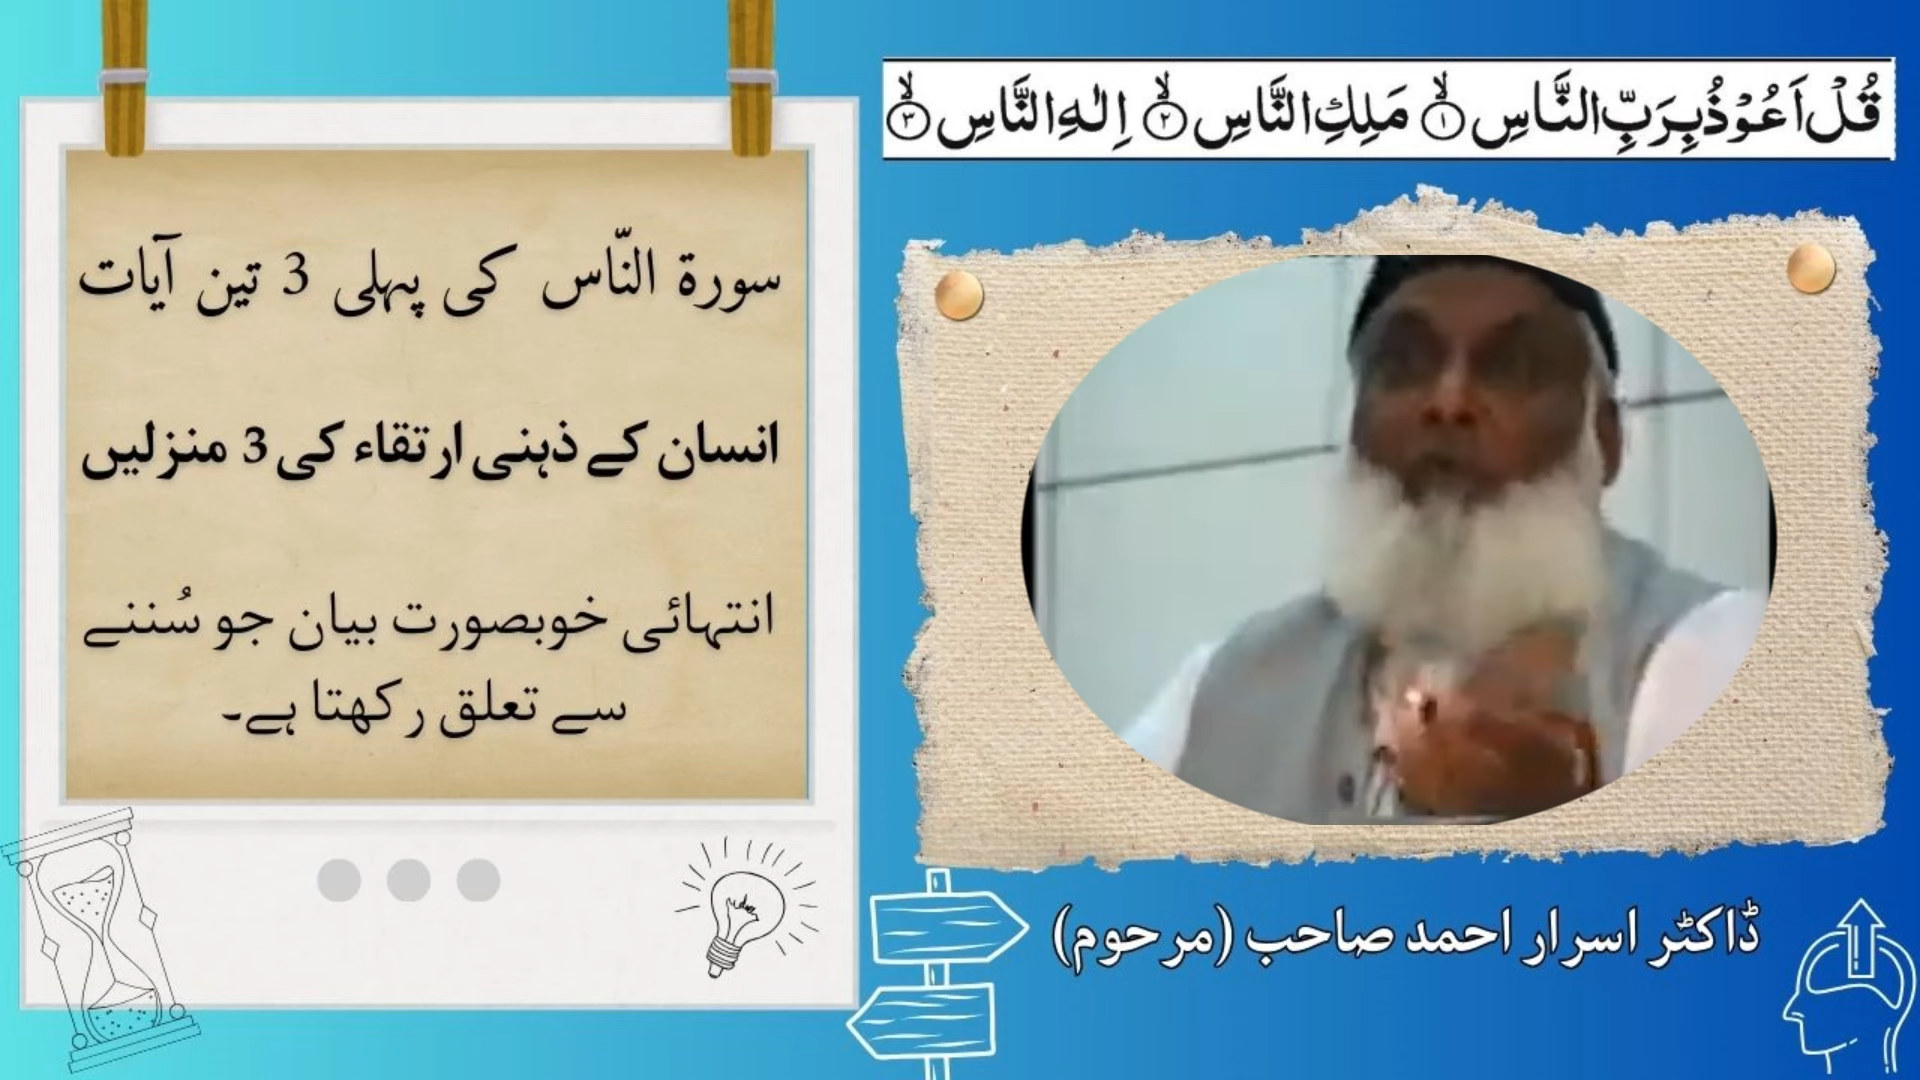 قُلْ اَعُوْذُ بِرَبِّ النَّاسِ ۙ﴿۱﴾ مَلِكِ النَّاسِ ۙ﴿۲﴾ اِلٰهِ النَّاسِ ۙ﴿۳﴾
سورۃ النّاس کی پہلی 3 تین آیات
انسان کے ذہنی ارتقاء کی 3 منزلیں
انتہائی خوبصورت بیان جو سُننے
سے تعلق رکھتا ہے۔
ڈاکٹر اسرار احمد صاحب (مرحوم)